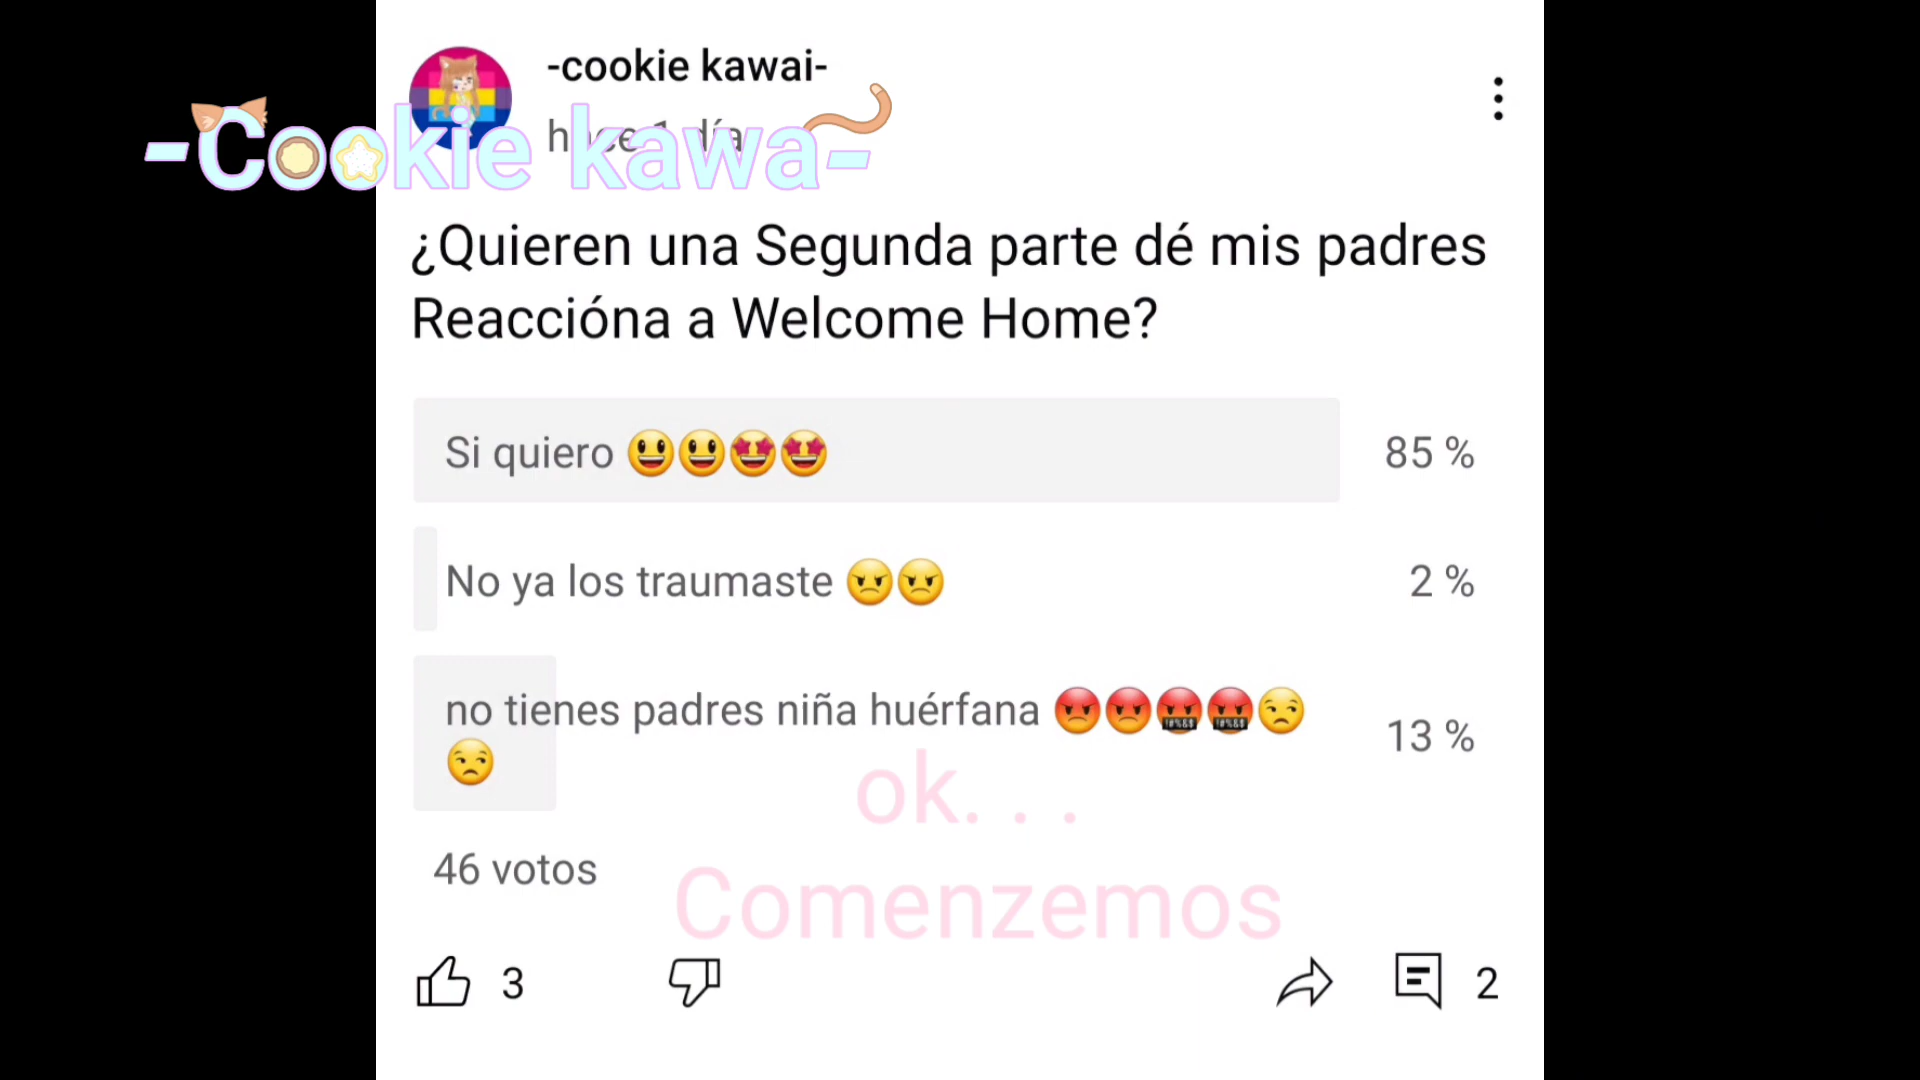 -cookie kawai-
hace 1 día
-Cookie kawa-
¿Quieren una Segunda parte dé mis padres
Reaccióna a Welcome Home?
Si quiero 😃😃🤩🤩
85 %
No ya los traumaste 😠😠
2 %
no tienes padres niña huérfana 😡😡🤬🤬😒
😒
13 %
ok. . .
46 votos
Comenzemos
3
2